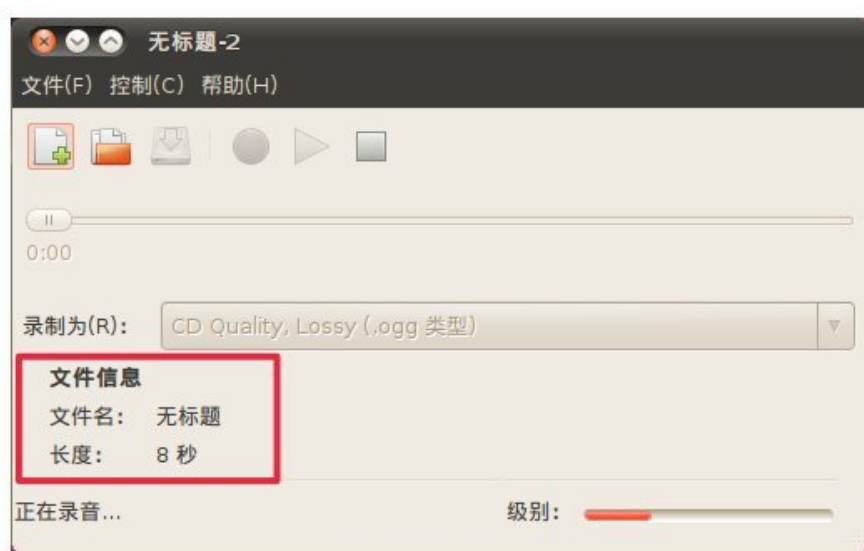 无标题-2
文件(F) 控制(C) 帮助(H)
0:00
录制为(R): CD Quality, Lossy (.ogg 类型)
文件信息
文件名: 无标题
长度: 8 秒
正在录音... 级别: